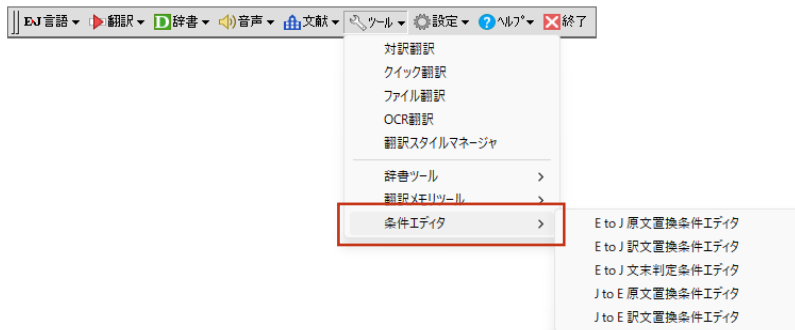 EJ 言語 翻訳 D 辞書 音声 文献 ツール 設定 ? ヘルプ 終了
対訳翻訳
クイック翻訳
ファイル翻訳
OCR翻訳
翻訳スタイルマネージャ
辞書ツール
翻訳メモリツール
条件エディタ
E to J 原文置換条件エディタ
E to J 訳文置換条件エディタ
E to J 文末判定条件エディタ
J to E 原文置換条件エディタ
J to E 訳文置換条件エディタ